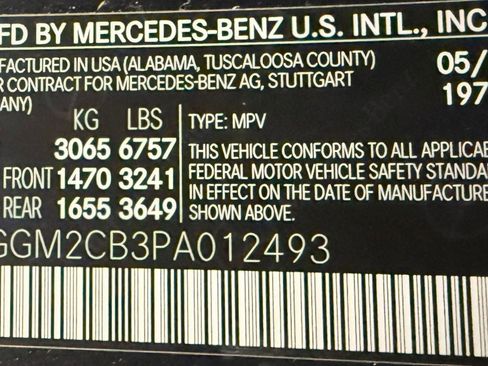 FD BY MERCEDES-BENZ U.S. INTL., INC
FACTURED IN USA (ALABAMA, TUSCALOOSA COUNTY) 05/
R CONTRACT FOR MERCEDES-BENZ AG, STUTTGART
ANY) 197
KG LBS
TYPE: MPV
3065 6757
THIS VEHICLE CONFORMS TO ALL APPLICAB
FRONT 1470 3241
FEDERAL MOTOR VEHICLE SAFETY STANDA
IN EFFECT ON THE DATE OF MANUFACTUR
REAR 1655 3649
SHOWN ABOVE.
GGM2CB3PA012493